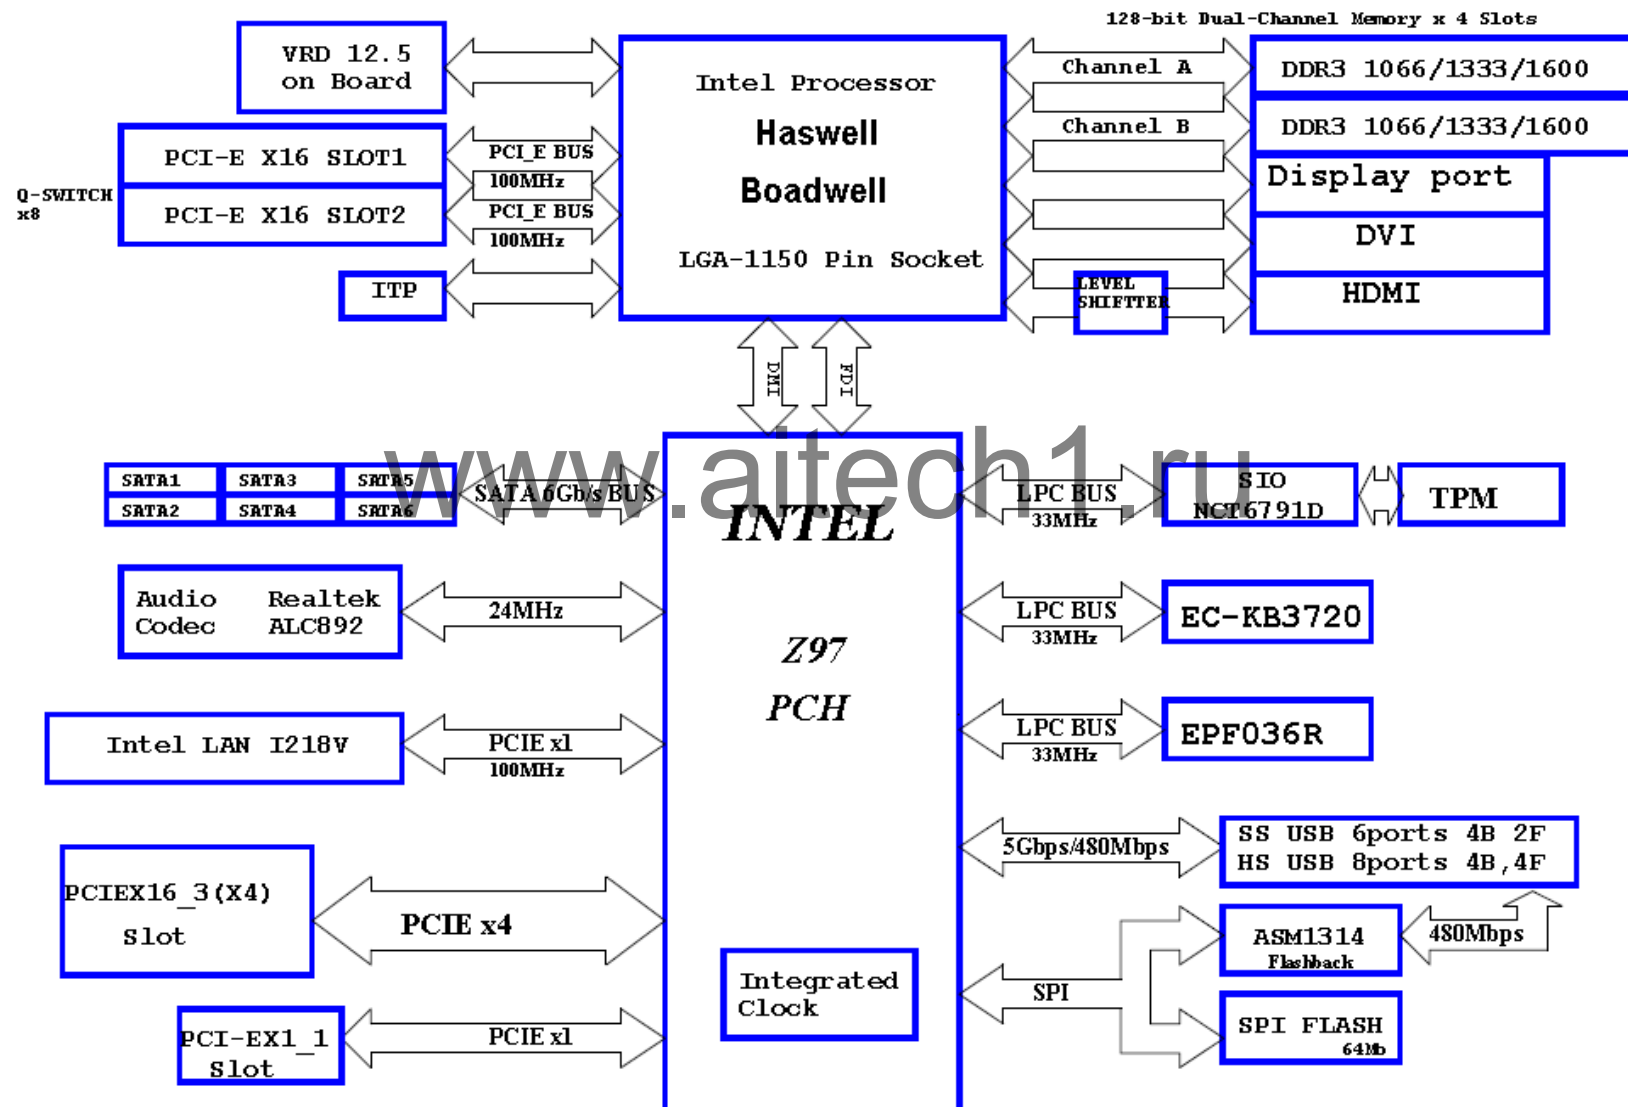 128-bit Dual-Channel Memory x 4 Slots
VRD 12.5
on Board
Intel Processor
Haswell
Boadwell
LGA-1150 Pin Socket
Channel A
DDR3 1066/1333/1600
Channel B
DDR3 1066/1333/1600
Q-SWITCH
x8
PCI-E X16 SLOT1
PCI_E BUS
100MHz
PCI-E X16 SLOT2
PCI_E BUS
100MHz
Display port
DVI
HDMI
LEVEL
SHIFTTER
ITP
DMI
FDI
www.aitech1.ru
SATA1
SATA3
SATA5
SATA2
SATA4
SATA6
SATA 6Gb/s BUS
INTEL
Z97
PCH
LPC BUS
33MHz
SIO
NCT6791D
TPM
Audio Realtek
Codec ALC892
24MHz
LPC BUS
33MHz
EC-KB3720
Intel LAN I218V
PCIE x1
100MHz
LPC BUS
33MHz
EPF036R
5Gbps/480Mbps
SS USB 6ports 4B 2F
HS USB 8ports 4B,4F
PCIEX16_3(X4)
Slot
PCIE x4
ASM1314
Flashback
480Mbps
Integrated
Clock
SPI
SPI FLASH
64Mb
PCI-EX1_1
Slot
PCIE x1